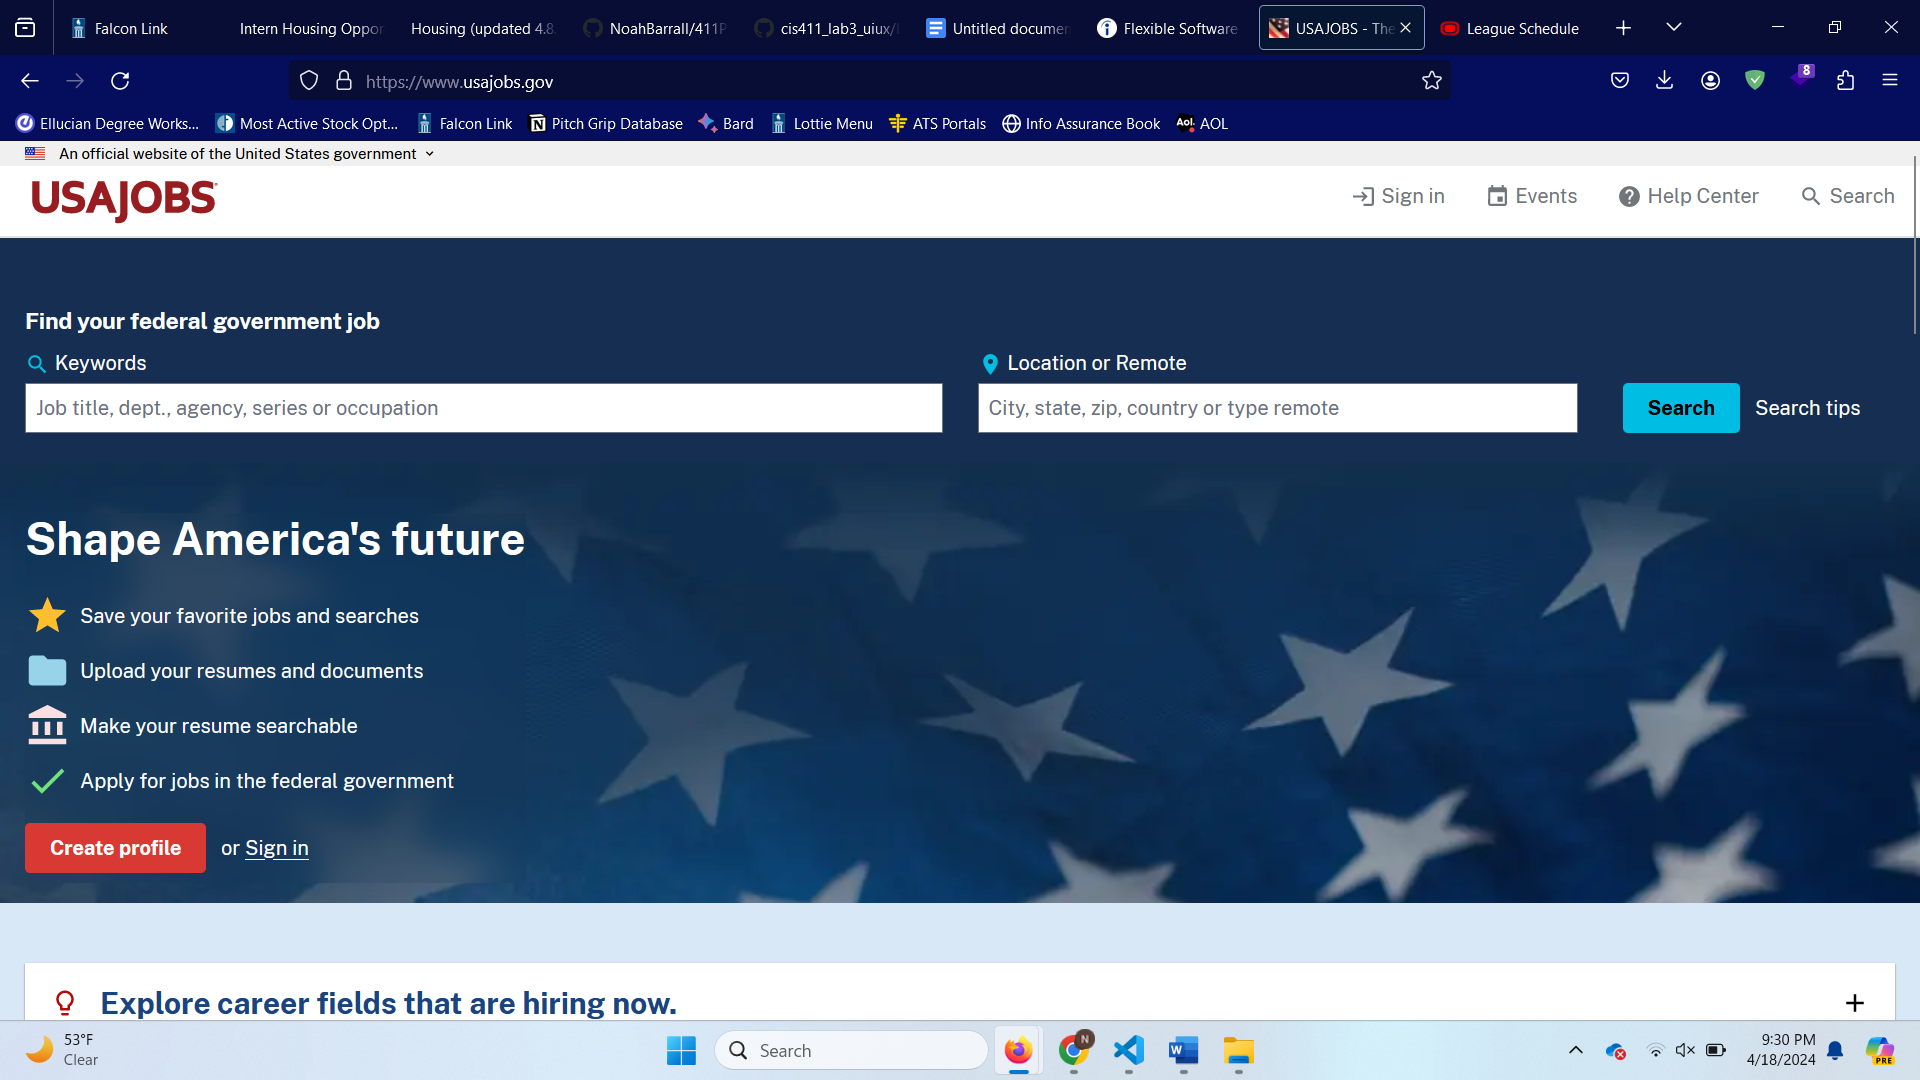 Falcon Link
Intern Housing Oppor
Housing (updated 4.8.
NoahBarrall/411P
cis411_lab3_uiux/l
Untitled documen
Flexible Software
USAJOBS - The
League Schedule
https://www.usajobs.gov
8
Ellucian Degree Works...
Most Active Stock Opt...
Falcon Link
Pitch Grip Database
Bard
Lottie Menu
ATS Portals
Info Assurance Book
Aol.
AOL
An official website of the United States government
USAJOBS
Sign in
Events
Help Center
Search
Find your federal government job
Keywords
Location or Remote
Job title, dept., agency, series or occupation
City, state, zip, country or type remote
Search
Search tips
Shape America's future
Save your favorite jobs and searches
Upload your resumes and documents
Make your resume searchable
Apply for jobs in the federal government
Create profile
or Sign in
Explore career fields that are hiring now.
53°F
Clear
Search
N
W
9:30 PM
4/18/2024
PRE